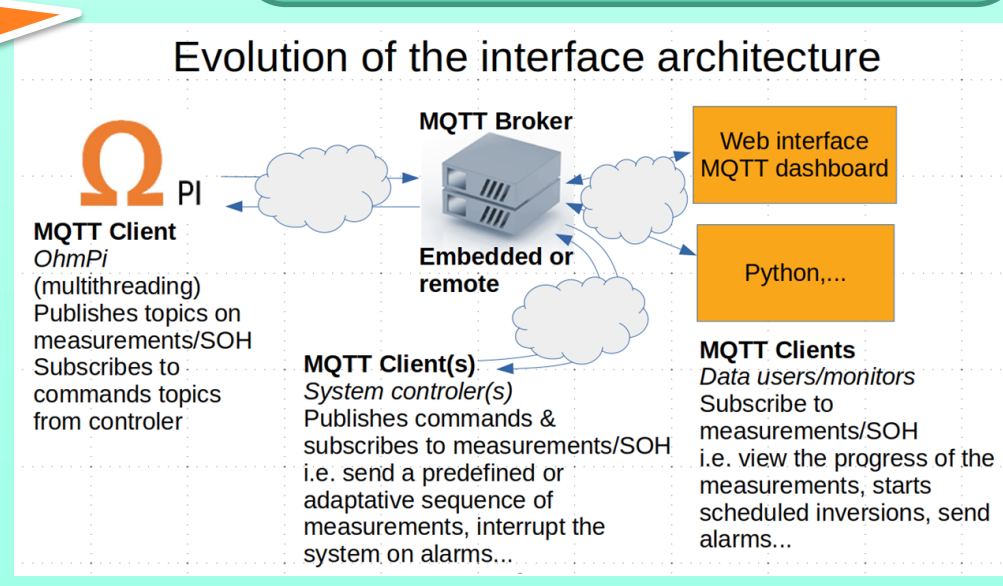 Evolution of the interface architecture
Ω PI
MQTT Client
OhmPi
(multithreading)
Publishes topics on
measurements/SOH
Subscribes to
commands topics
from controler
MQTT Broker
Embedded or
remote
MQTT Client(s)
System controler(s)
Publishes commands &
subscribes to measurements/SOH
i.e. send a predefined or
adaptative sequence of
measurements, interrupt the
system on alarms...
Web interface
MQTT dashboard
Python,...
MQTT Clients
Data users/monitors
Subscribe to
measurements/SOH
i.e. view the progress of the
measurements, starts
scheduled inversions, send
alarms...